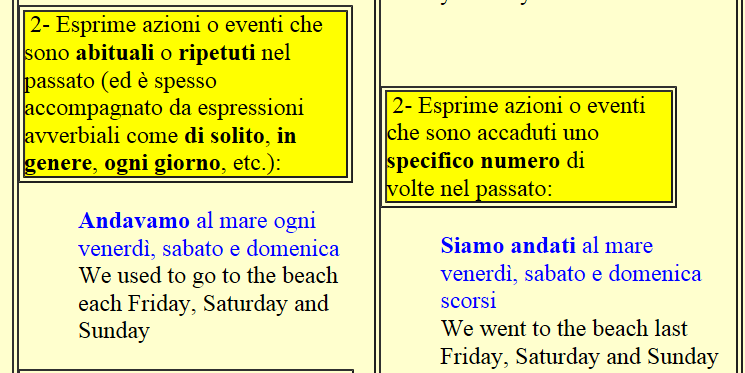 2- Esprime azioni o eventi che
sono abituali o ripetuti nel
passato (ed è spesso
accompagnato da espressioni
avverbiali come di solito, in
genere, ogni giorno, etc.):
Andavamo al mare ogni
venerdì, sabato e domenica
We used to go to the beach
each Friday, Saturday and
Sunday
2- Esprime azioni o eventi
che sono accaduti uno
specifico numero di
volte nel passato:
Siamo andati al mare
venerdì, sabato e domenica
scorsi
We went to the beach last
Friday, Saturday and Sunday